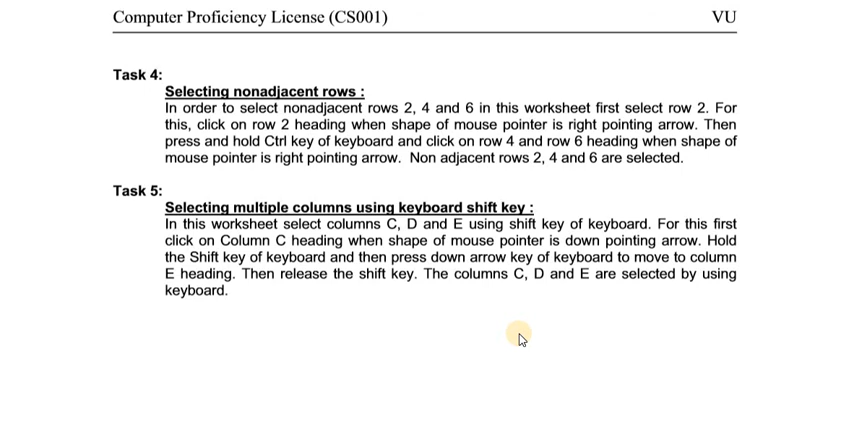 Computer Proficiency License (CS001) VU
Task 4:
Selecting nonadjacent rows :
In order to select nonadjacent rows 2, 4 and 6 in this worksheet first select row 2. For
this, click on row 2 heading when shape of mouse pointer is right pointing arrow. Then
press and hold Ctrl key of keyboard and click on row 4 and row 6 heading when shape of
mouse pointer is right pointing arrow. Non adjacent rows 2, 4 and 6 are selected.
Task 5:
Selecting multiple columns using keyboard shift key :
In this worksheet select columns C, D and E using shift key of keyboard. For this first
click on Column C heading when shape of mouse pointer is down pointing arrow. Hold
the Shift key of keyboard and then press down arrow key of keyboard to move to column
E heading. Then release the shift key. The columns C, D and E are selected by using
keyboard.